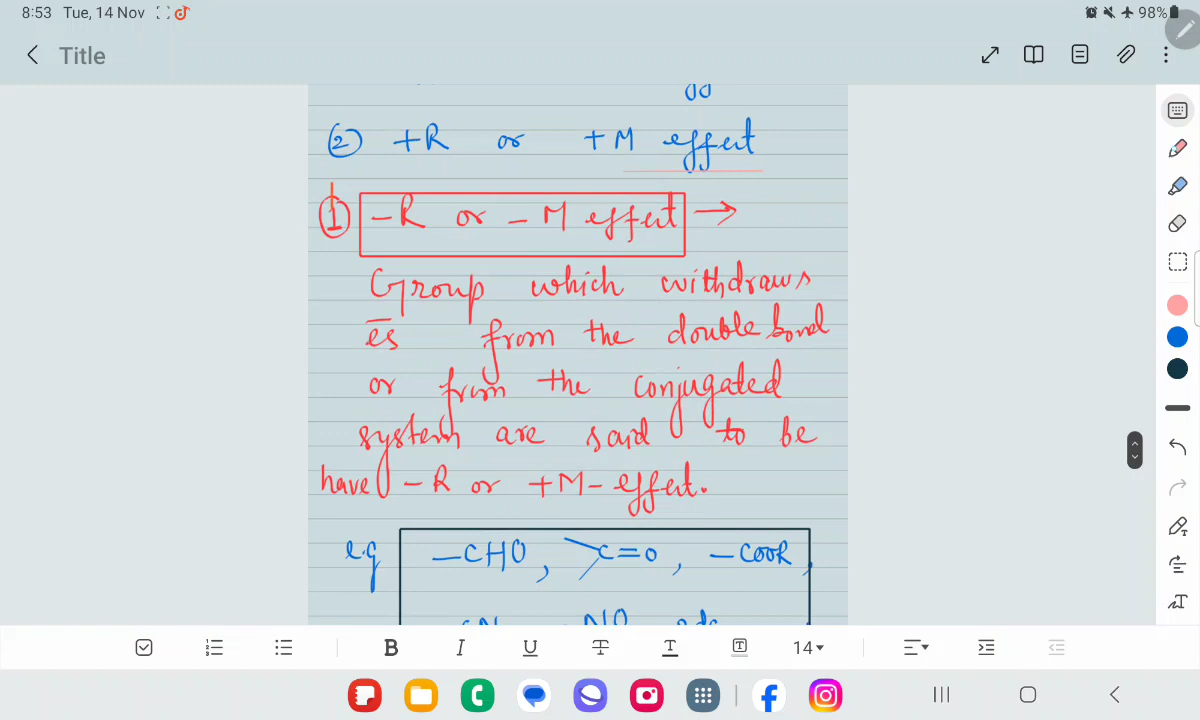 8:53 Tue, 14 Nov 98%
Title
② +R or +M effect
① -R or -M effect →
Group which withdraws
ēs from the double bond
or from the conjugated
system are said to be
have -R or +M-effect.
e.g -CHO, >C=O, -COOR,
B I U T T T 14